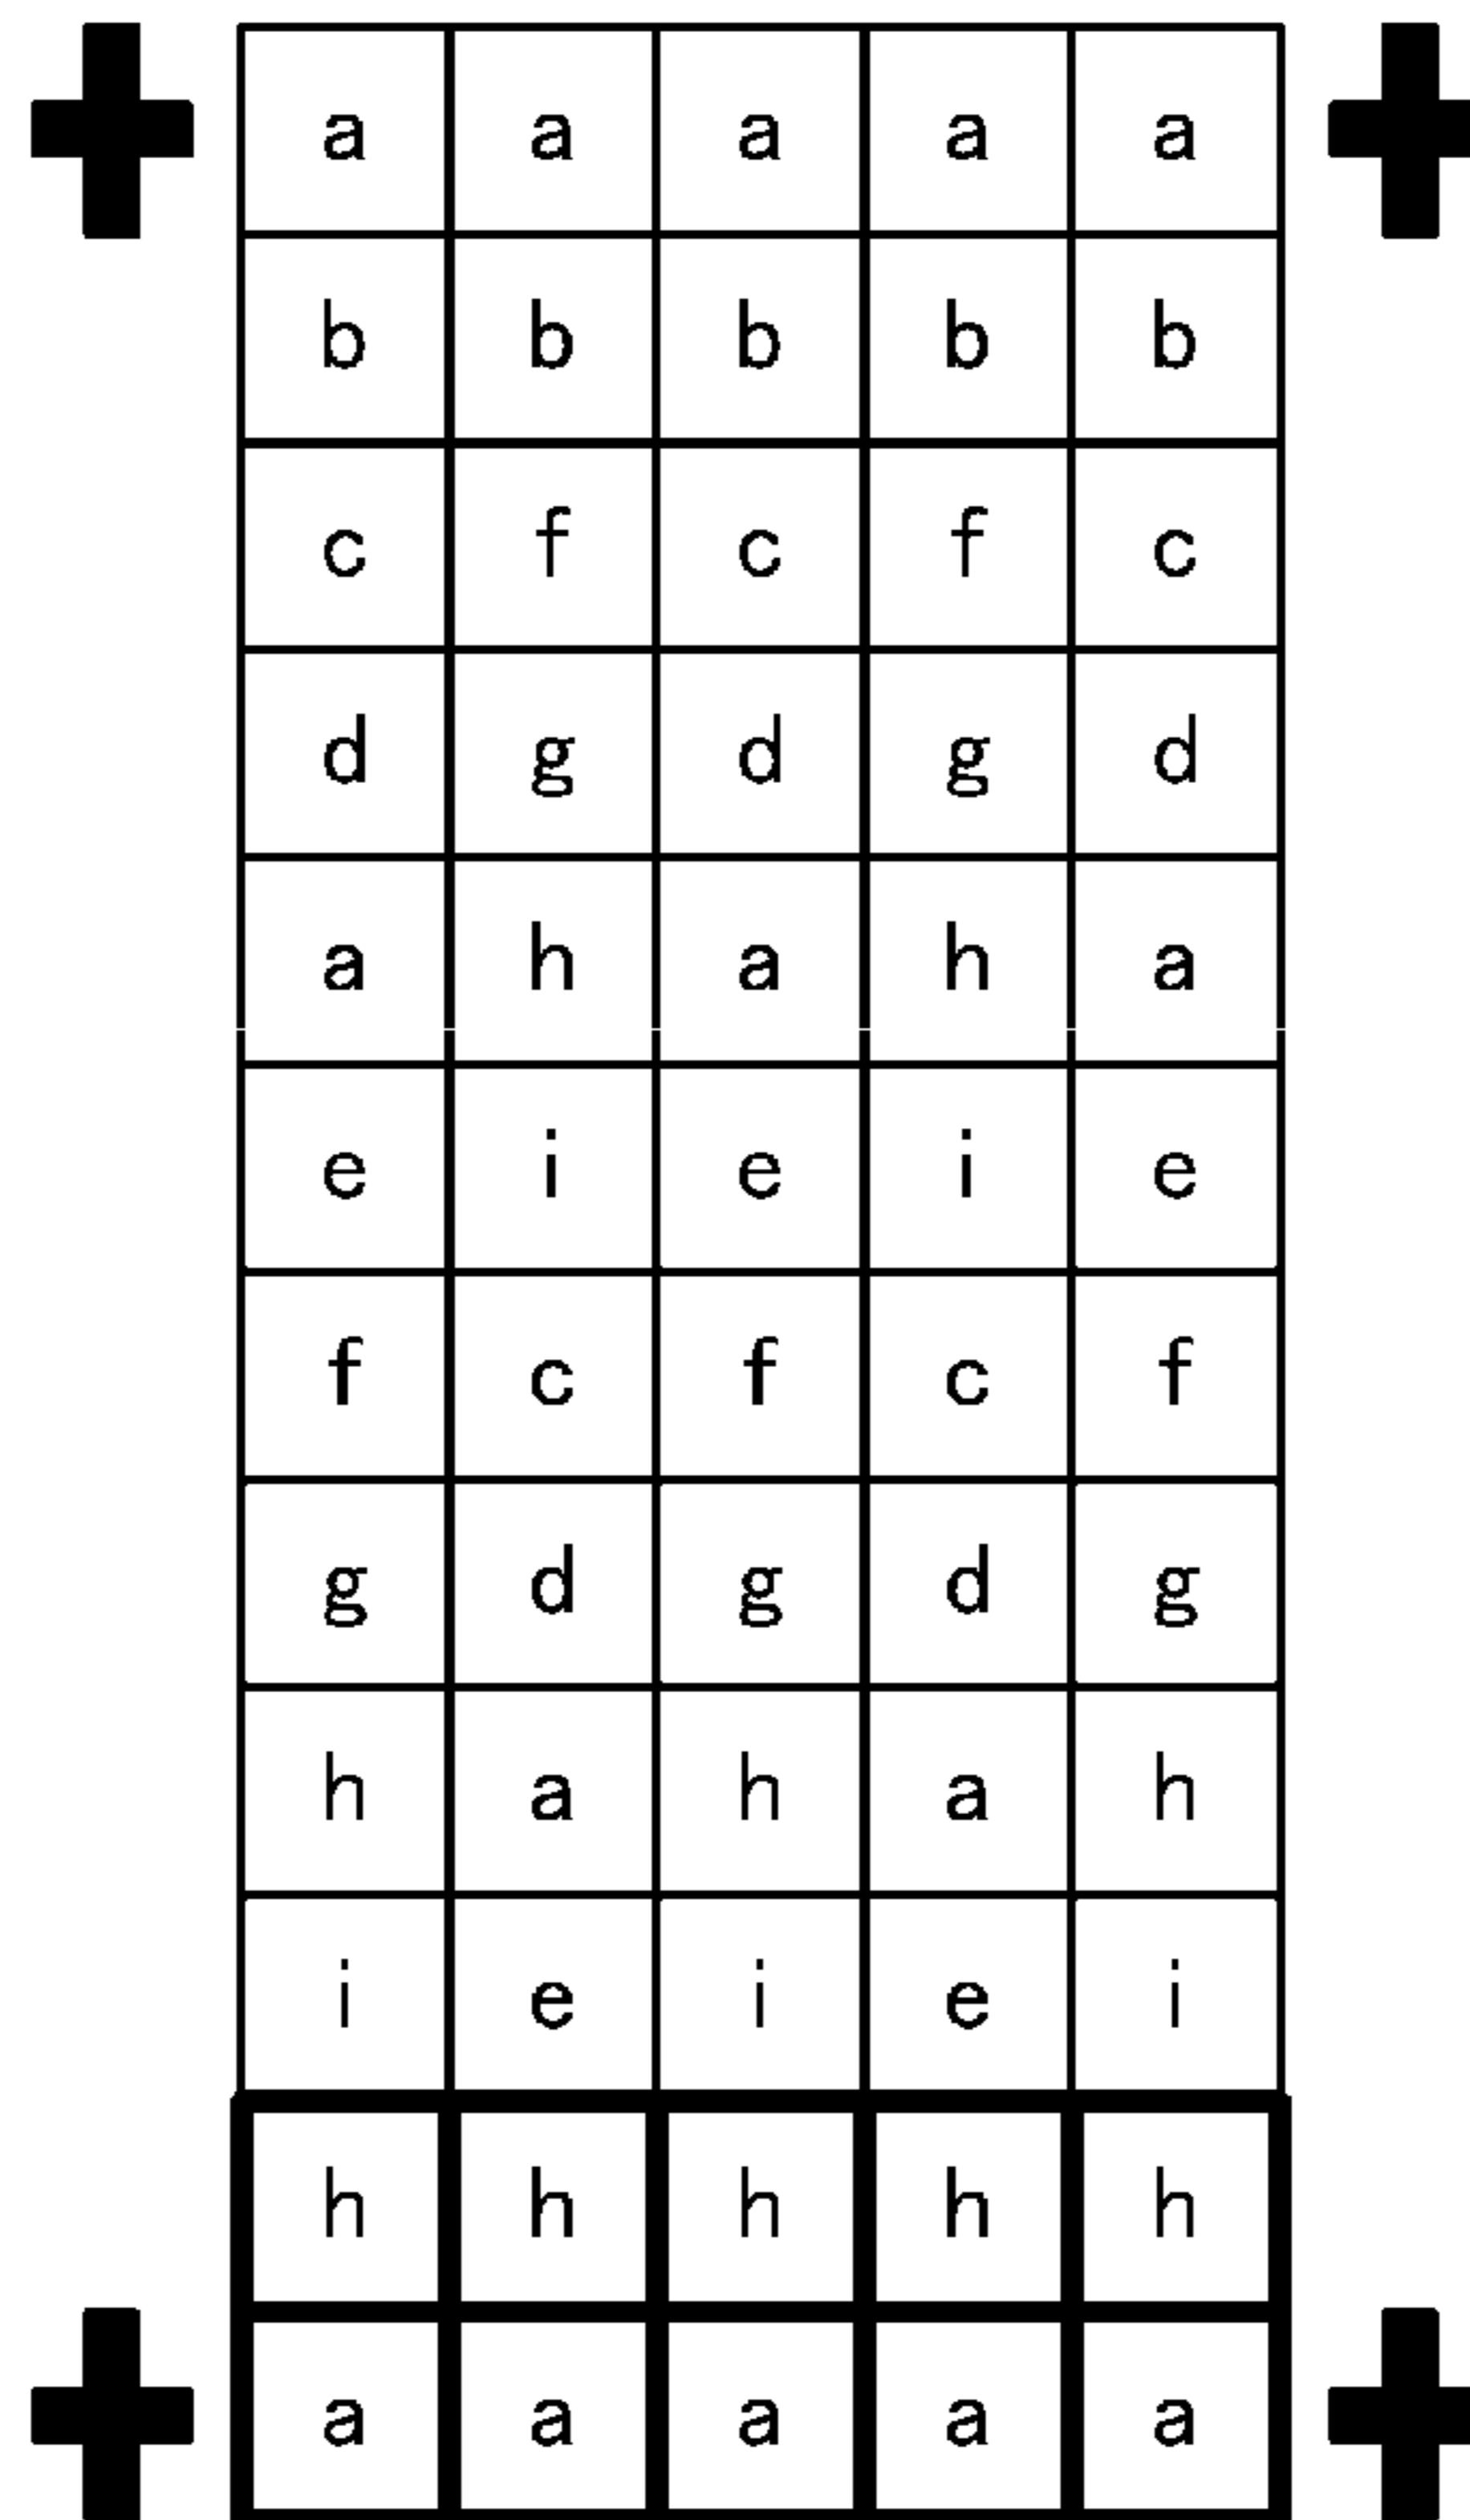 a a a a a
b b b b b
c f c f c
d g d g d
a h a h a
e i e i e
f c f c f
g d g d g
h a h a h
i e i e i
h h h h h
a a a a a